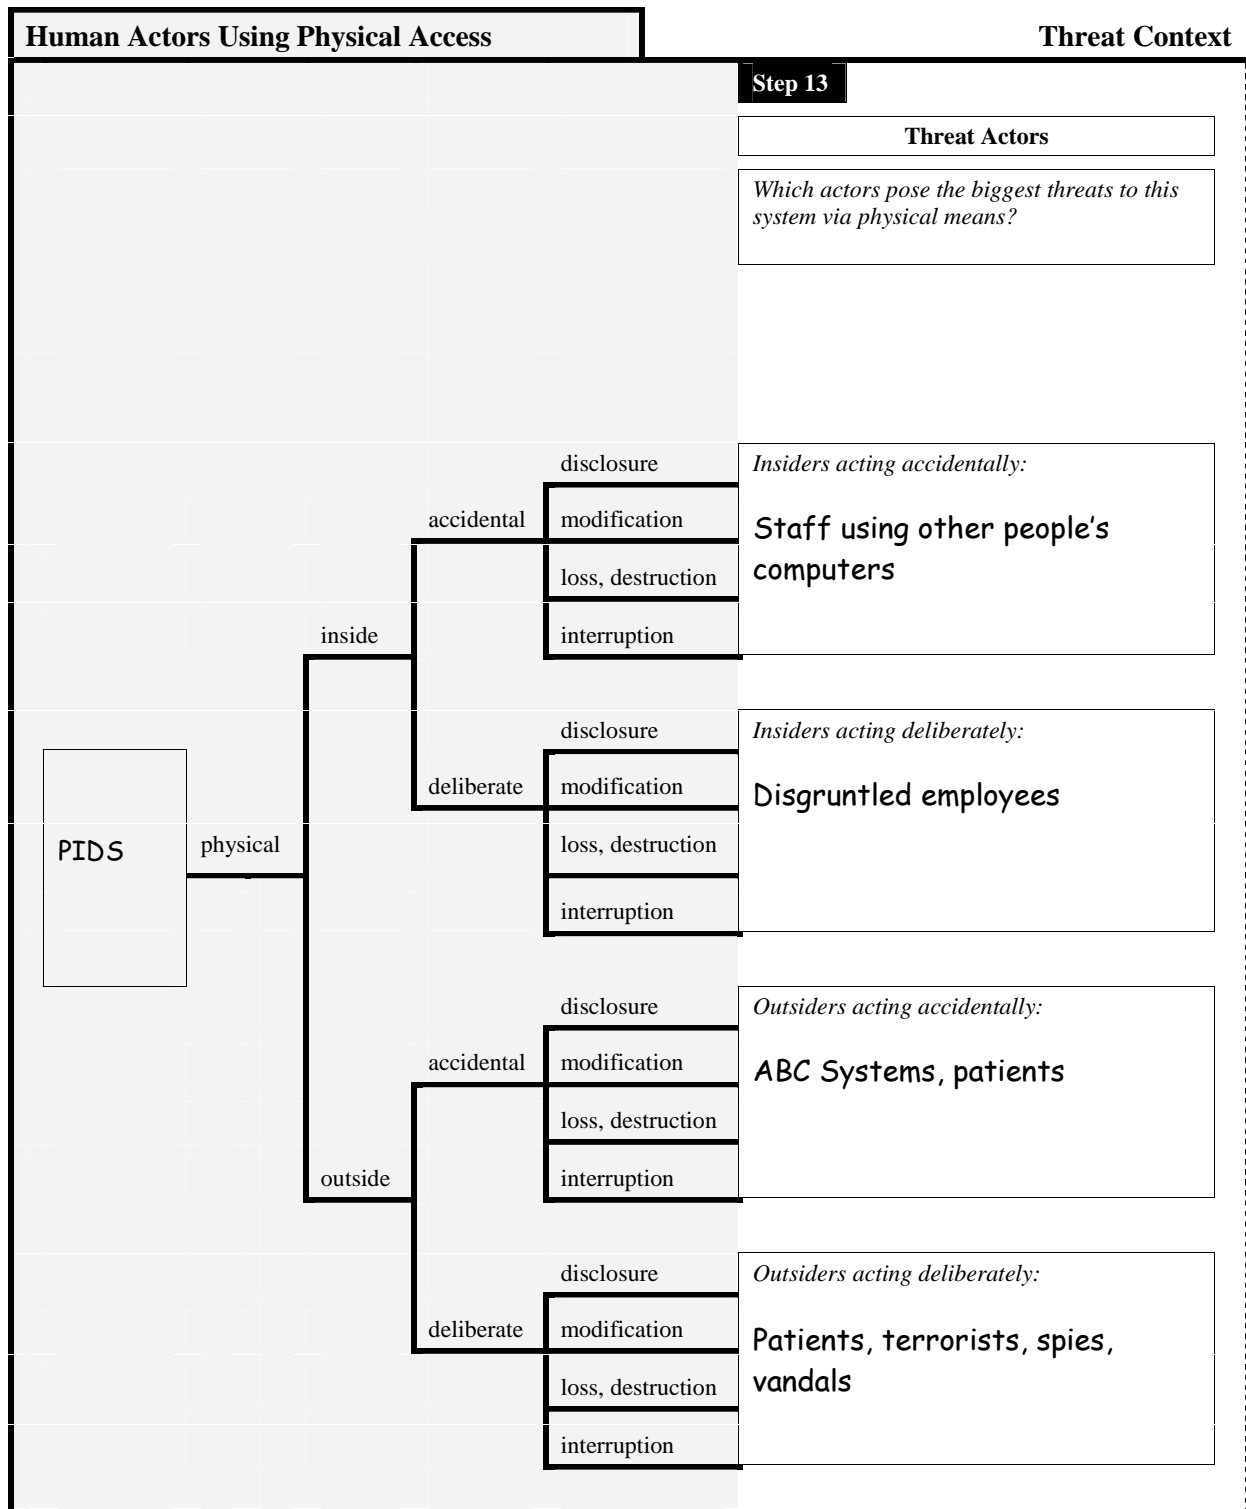 Human Actors Using Physical Access
Threat Context
Step 13
Threat Actors
Which actors pose the biggest threats to this
system via physical means?
disclosure
accidental
modification
loss, destruction
inside
interruption
Insiders acting accidentally:
Staff using other people’s
computers
disclosure
deliberate
modification
loss, destruction
interruption
Insiders acting deliberately:
Disgruntled employees
PIDS
physical
disclosure
accidental
modification
loss, destruction
outside
interruption
Outsiders acting accidentally:
ABC Systems, patients
disclosure
deliberate
modification
loss, destruction
interruption
Outsiders acting deliberately:
Patients, terrorists, spies,
vandals